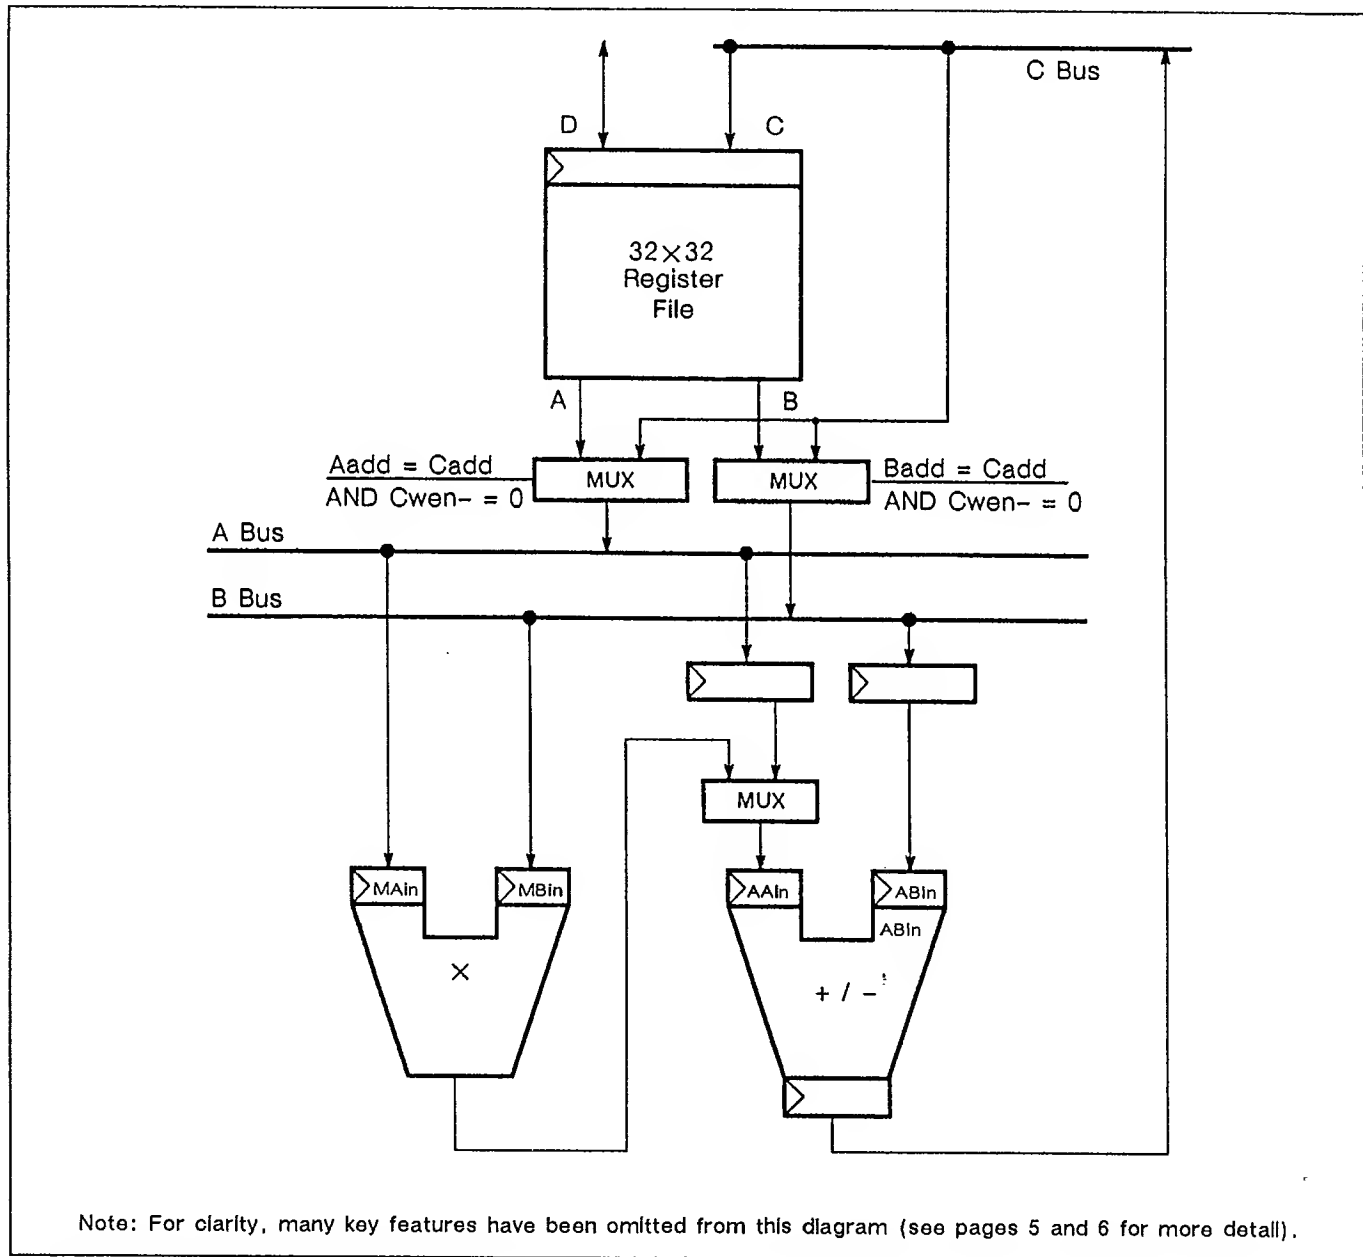 C Bus
D
C
32×32
Register
File
A
B
Aadd = Cadd
AND Cwen- = 0
MUX
MUX
Badd = Cadd
AND Cwen- = 0
A Bus
B Bus
MUX
MAin
MBin
AAin
ABin
ABin
×
+ / -
Note: For clarity, many key features have been omitted from this diagram (see pages 5 and 6 for more detail).